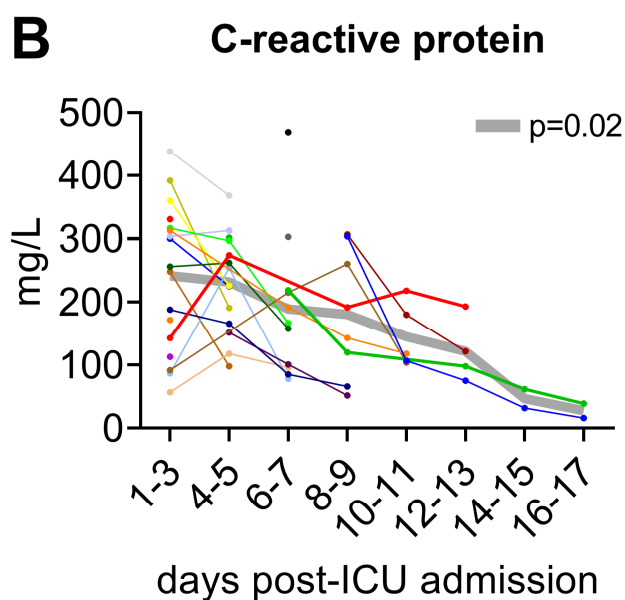 B
C-reactive protein
500
400
300
200
100
0
mg/L
p=0.02
1-3
4-5
6-7
8-9
10-11
12-13
14-15
16-17
days post-ICU admission